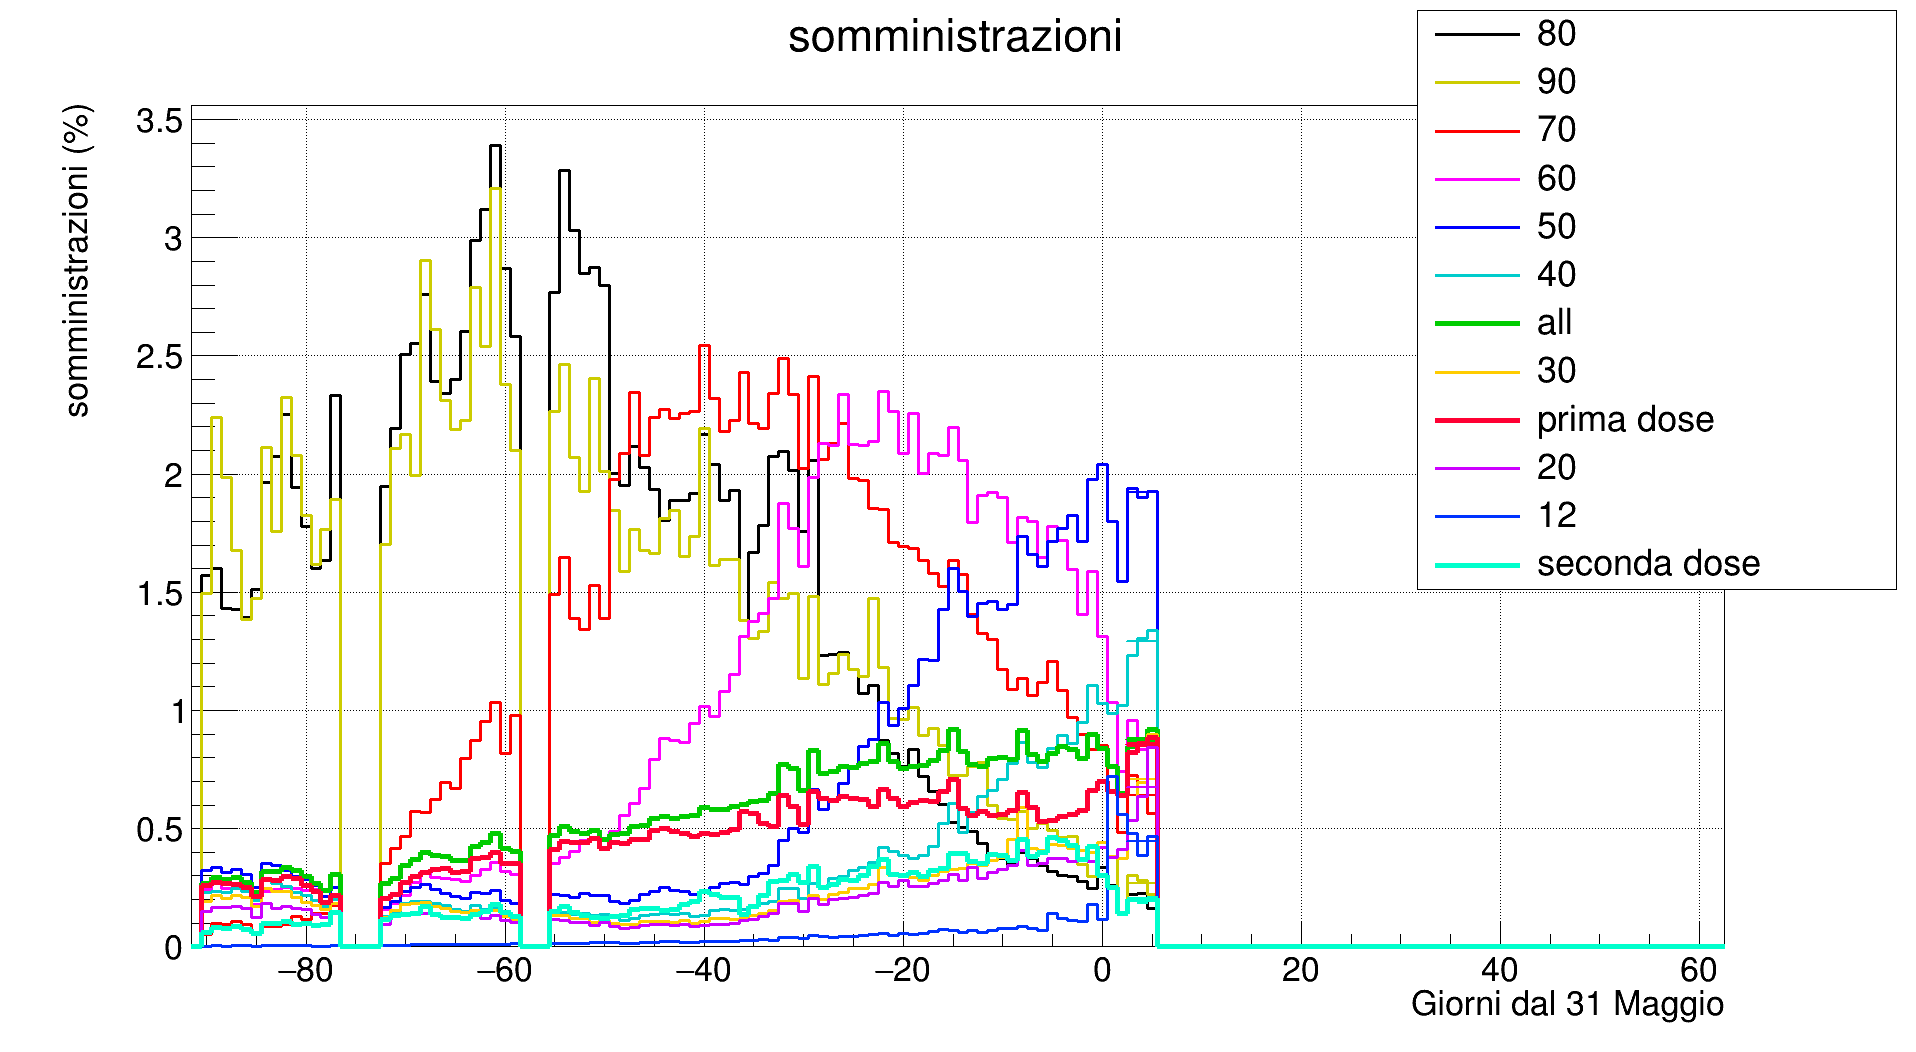 somministrazioni
80
90
70
60
50
40
all
30
prima dose
20
12
seconda dose
somministrazioni (%)
3.5
3
2.5
2
1.5
1
0.5
0
−80 −60 −40 −20 0 20 40 60
Giorni dal 31 Maggio